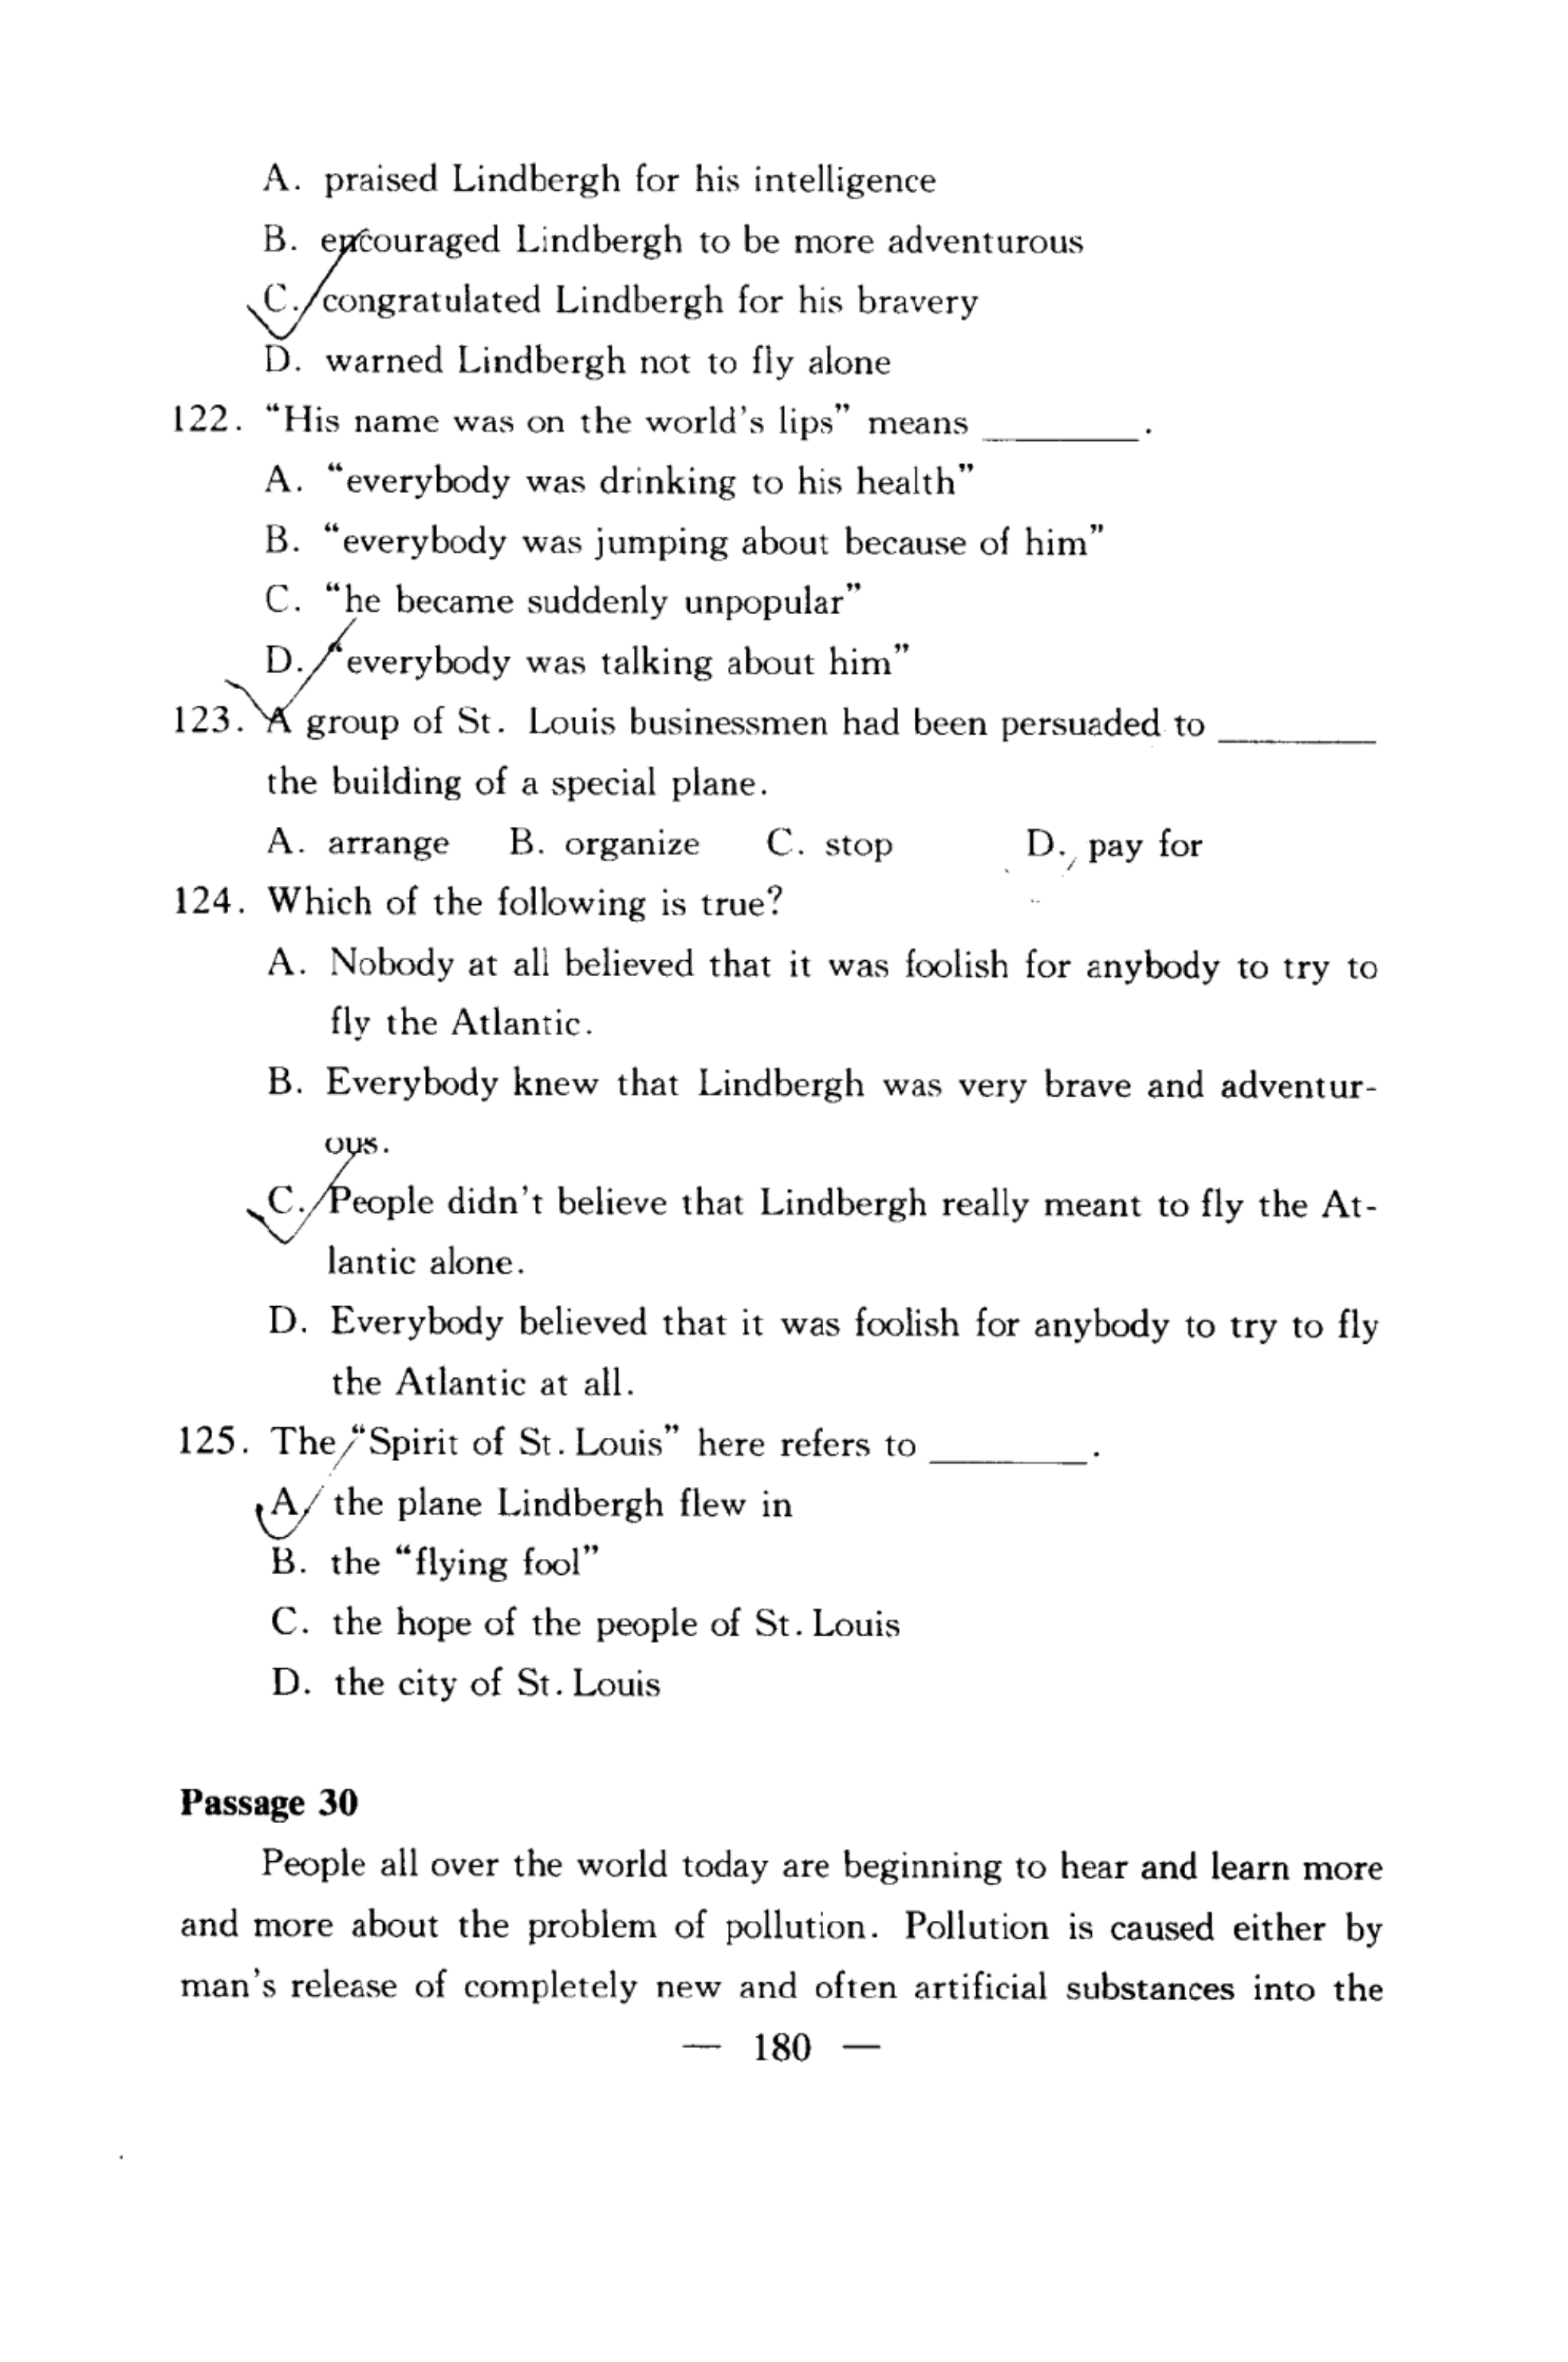 A. praised Lindbergh for his intelligence
B. encouraged Lindbergh to be more adventurous
C. congratulated Lindbergh for his bravery
D. warned Lindbergh not to fly alone
122. “His name was on the world's lips” means ________.
A. “everybody was drinking to his health”
B. “everybody was jumping about because of him”
C. “he became suddenly unpopular”
D. “everybody was talking about him”
123. A group of St. Louis businessmen had been persuaded to ________
the building of a special plane.
A. arrange B. organize C. stop D. pay for
124. Which of the following is true?
A. Nobody at all believed that it was foolish for anybody to try to
fly the Atlantic.
B. Everybody knew that Lindbergh was very brave and adventur-
ous.
C. People didn't believe that Lindbergh really meant to fly the At-
lantic alone.
D. Everybody believed that it was foolish for anybody to try to fly
the Atlantic at all.
125. The “Spirit of St. Louis” here refers to ________.
A. the plane Lindbergh flew in
B. the “flying fool”
C. the hope of the people of St. Louis
D. the city of St. Louis
Passage 30
People all over the world today are beginning to hear and learn more
and more about the problem of pollution. Pollution is caused either by
man's release of completely new and often artificial substances into the
— 180 —